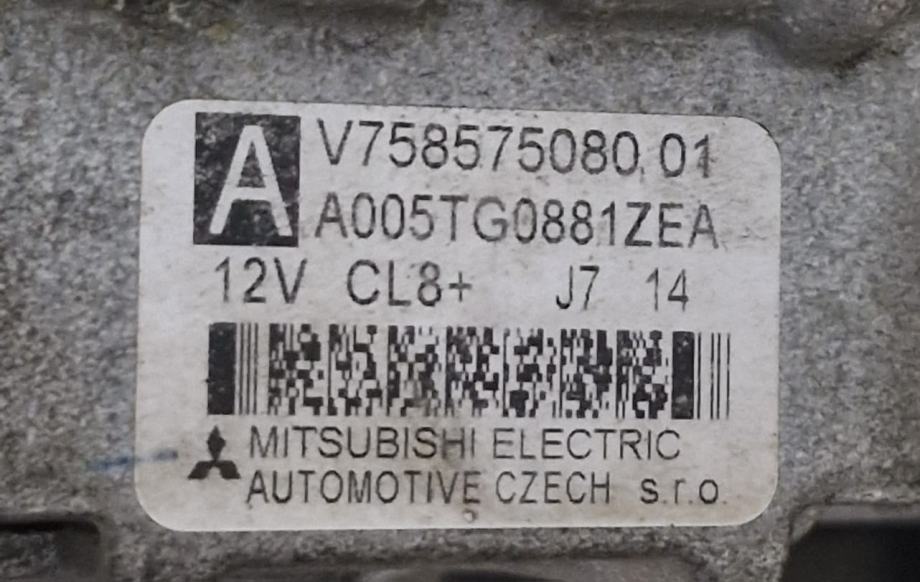 A
V758575080.01
A005TG0881ZEA
12V CL8+ J7 14
MITSUBISHI ELECTRIC
AUTOMOTIVE CZECH s.r.o.